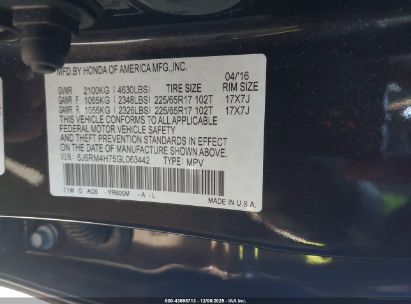 MFD.BY HONDA OF AMERICA MFG.,INC.
04/16
GVWR 2100KG (4630LBS) TIRE SIZE RIM SIZE
GAWR F 1065KG (2348LBS) 225/65R17 102T 17X7J
GAWR R 1055KG (2326LBS) 225/65R17 102T 17X7J
THIS VEHICLE CONFORMS TO ALL APPLICABLE
FEDERAL MOTOR VEHICLE SAFETY
AND THEFT PREVENTION STANDARDS IN EFFECT
ON THE DATE OF MANUFACTURE SHOWN ABOVE.
V.I.N.: 5J6RM4H75GL063442 TYPE: MPV
YR600M -A-L
MADE IN U.S.A.